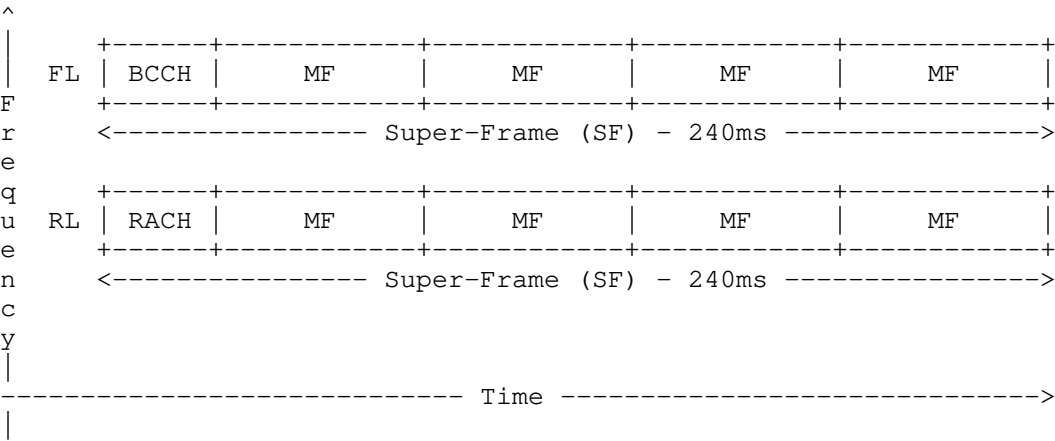 ^
|     +------+------------+------------+------------+------------+
|  FL | BCCH |     MF     |     MF     |     MF     |     MF     |
F     +------+------------+------------+------------+------------+
r     <---------------- Super-Frame (SF) - 240ms ---------------->
e
q     +------+------------+------------+------------+------------+
u  RL | RACH |     MF     |     MF     |     MF     |     MF     |
e     +------+------------+------------+------------+------------+
n     <---------------- Super-Frame (SF) - 240ms ---------------->
c
y
|
----------------------------- Time ------------------------------>
|